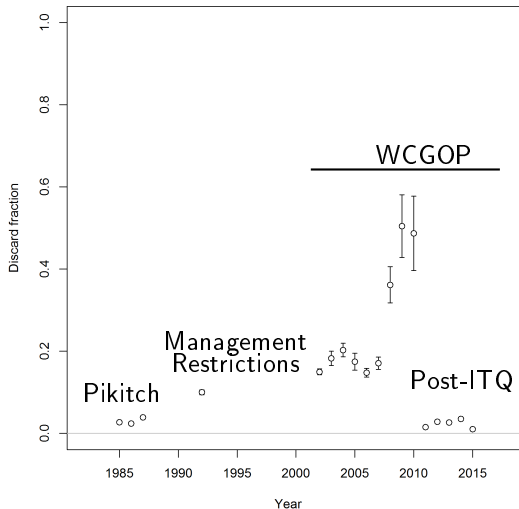 WCGOP
Management
Restrictions
Pikitch
Post-ITQ
Discard fraction
1.0
0.8
0.6
0.4
0.2
0.0
1985 1990 1995 2000 2005 2010 2015
Year